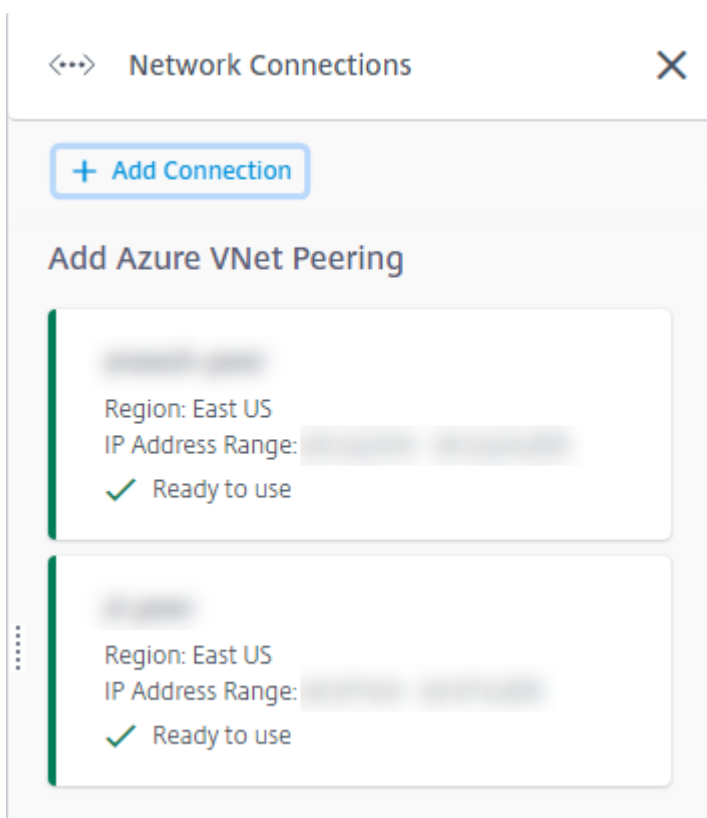 Network Connections
+ Add Connection
Add Azure VNet Peering
Region: East US
IP Address Range:
Ready to use
Region: East US
IP Address Range:
Ready to use